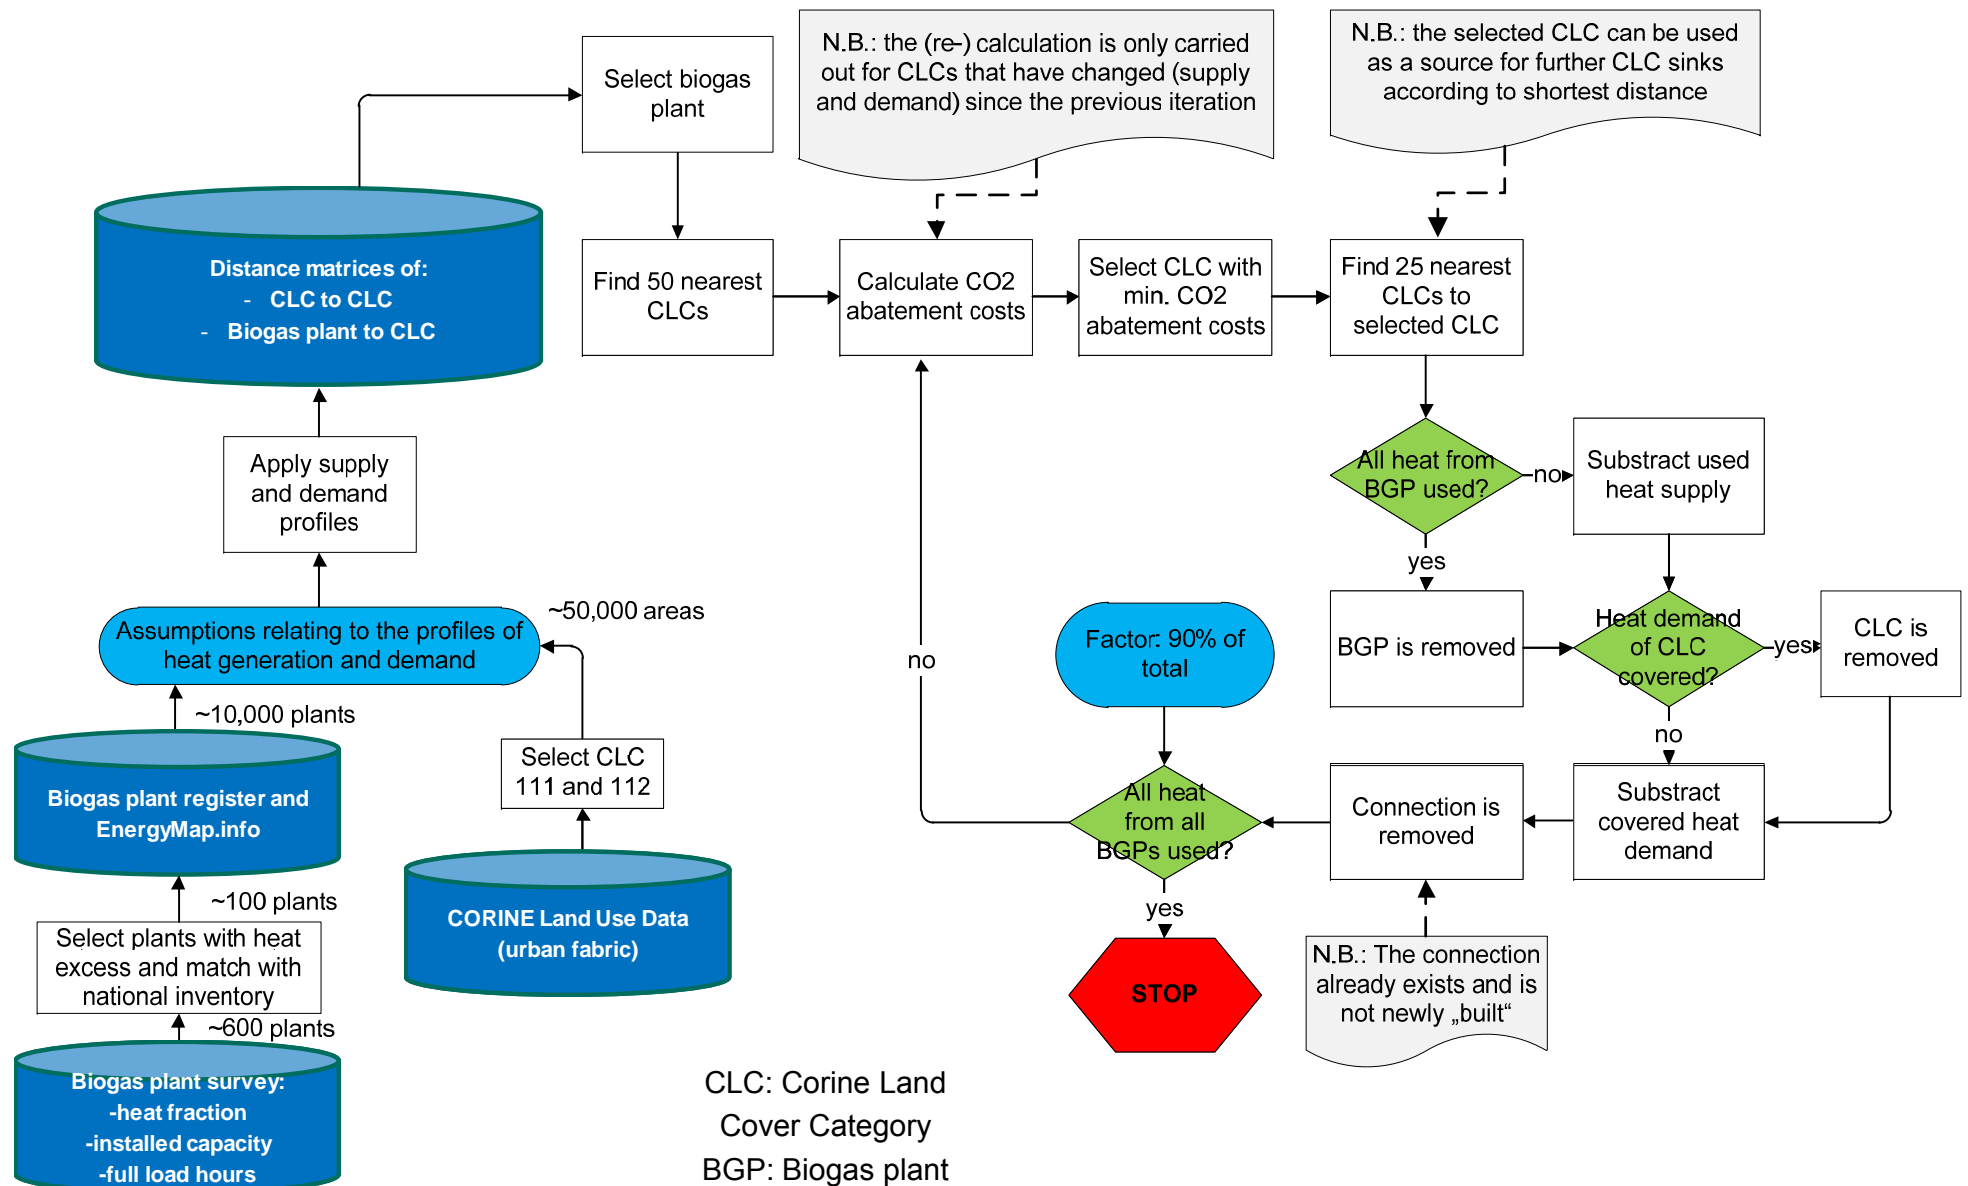 Select biogas
plant
N.B.: the (re-) calculation is only carried
out for CLCs that have changed (supply
and demand) since the previous iteration
N.B.: the selected CLC can be used
as a source for further CLC sinks
according to shortest distance
Distance matrices of:
- CLC to CLC
- Biogas plant to CLC
Find 50 nearest
CLCs
Calculate CO2
abatement costs
Select CLC with
min. CO2
abatement costs
Find 25 nearest
CLCs to
selected CLC
Apply supply
and demand
profiles
All heat from
BGP used?
no
Substract used
heat supply
yes
~50,000 areas
Assumptions relating to the profiles of
heat generation and demand
Factor: 90% of
total
BGP is removed
Heat demand
of CLC
covered?
yes
CLC is
removed
no
no
~10,000 plants
Select CLC
111 and 112
Biogas plant register and
EnergyMap.info
All heat
from all
BGPs used?
Connection is
removed
Substract
covered heat
demand
~100 plants
yes
Select plants with heat
excess and match with
national inventory
CORINE Land Use Data
(urban fabric)
STOP
N.B.: The connection
already exists and is
not newly „built“
~600 plants
Biogas plant survey:
-heat fraction
-installed capacity
-full load hours
CLC: Corine Land
Cover Category
BGP: Biogas plant